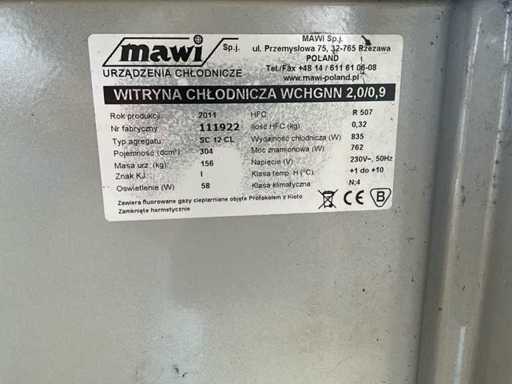 mawi Sp.j.
URZĄDZENIA CHŁODNICZE
MAWI Sp.j.
ul. Przemysłowa 75, 32-765 Rzezawa
POLAND
Tel./Fax +48 14 / 611 61 06-08
www.mawi-poland.pl
WITRYNA CHŁODNICZA WCHGNN 2,0/0,9
Rok produkcji 2011 HFC R 507
Nr fabryczny 111922 Ilość HFC (kg) 0,32
Typ agregatu SC 12 CL Wydajność chłodnicza (W) 835
Pojemność (dcm³) 304 Moc znamionowa (W) 762
Masa urz. (kg) 156 Napięcie (V) 230V~, 50Hz
Znak KJ I Klasa temp. H (°C) +1 do +10
Oświetlenie (W) 58 Klasa klimatyczna N;4
Zawiera fluorowane gazy cieplarniane objęte Protokołem z Kioto
Zamknięte hermetycznie
CE B